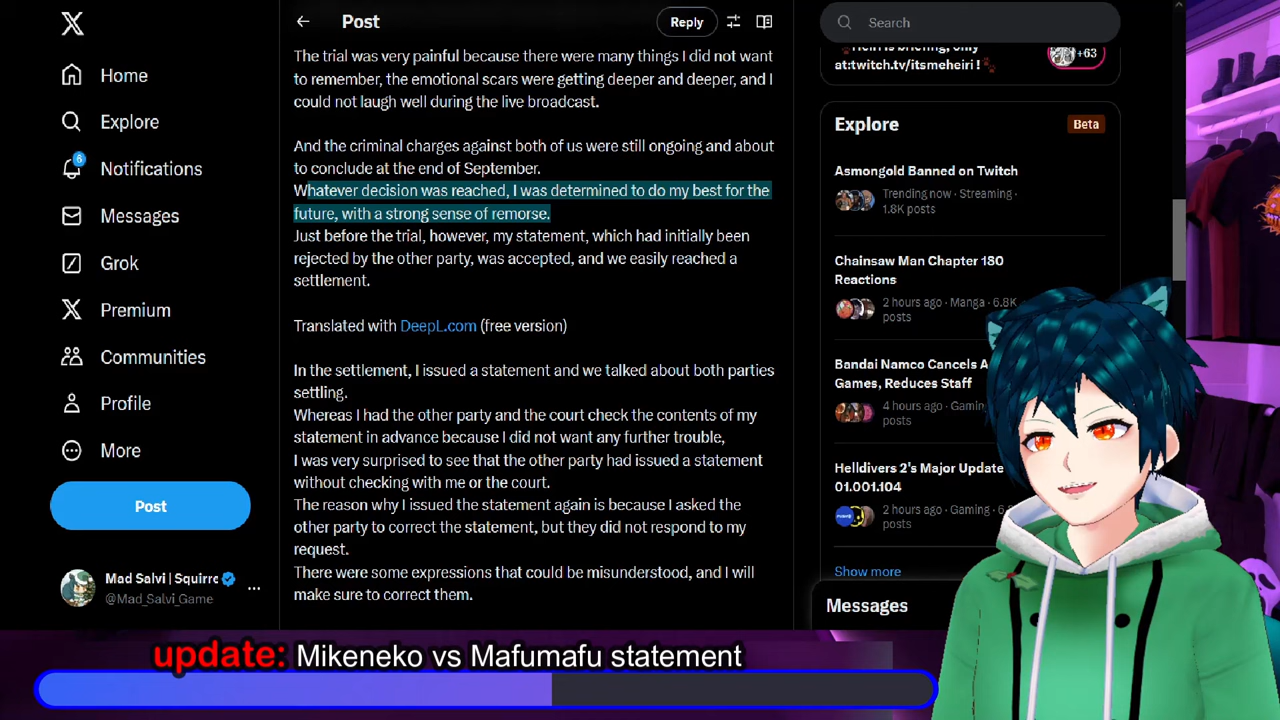 Post
Reply
Search
Home
Explore
Notifications
6
Messages
Grok
Premium
Communities
Profile
More
Post
Mad Salvi | Squirre
@Mad_Salvi_Game
The trial was very painful because there were many things I did not want
to remember, the emotional scars were getting deeper and deeper, and I
could not laugh well during the live broadcast.
And the criminal charges against both of us were still ongoing and about
to conclude at the end of September.
Whatever decision was reached, I was determined to do my best for the
future, with a strong sense of remorse.
Just before the trial, however, my statement, which had initially been
rejected by the other party, was accepted, and we easily reached a
settlement.
Translated with DeepL.com (free version)
In the settlement, I issued a statement and we talked about both parties
settling.
Whereas I had the other party and the court check the contents of my
statement in advance because I did not want any further trouble,
I was very surprised to see that the other party had issued a statement
without checking with me or the court.
The reason why I issued the statement again is because I asked the
other party to correct the statement, but they did not respond to my
request.
There were some expressions that could be misunderstood, and I will
make sure to correct them.
at:twitch.tv/itsmeheiri !
+63
Explore
Beta
Asmongold Banned on Twitch
Trending now · Streaming ·
1.8K posts
Chainsaw Man Chapter 180
Reactions
2 hours ago · Manga · 6.8K
posts
Bandai Namco Cancels
Games, Reduces Staff
4 hours ago · Gaming
posts
Helldivers 2's Major Update
01.001.104
2 hours ago · Gaming ·
posts
Show more
Messages
update: Mikeneko vs Mafumafu statement